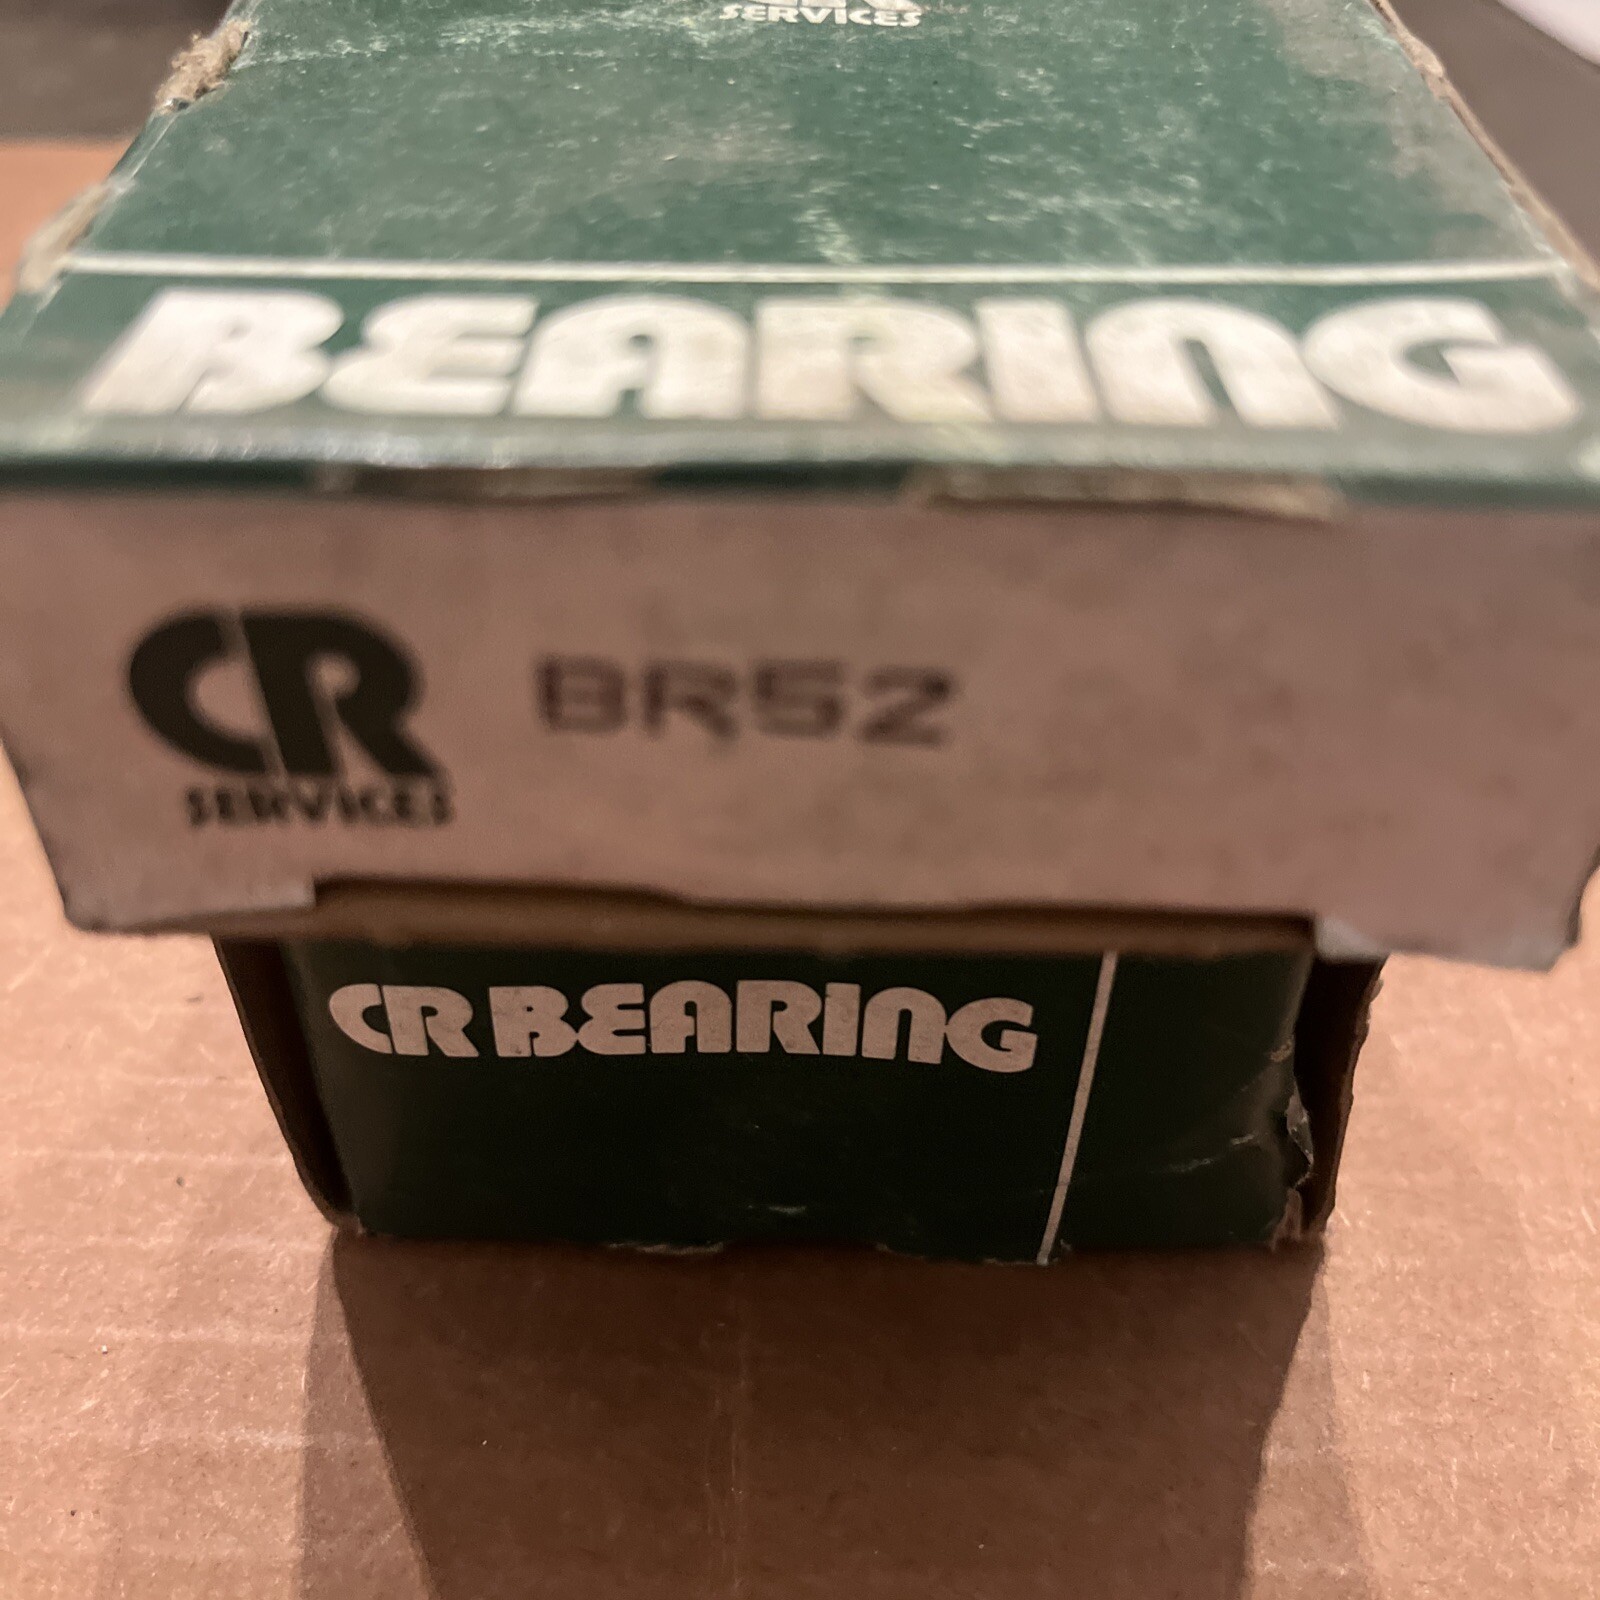 SERVICES
BEARING
CR BR52
SERVICES
CR BEARING